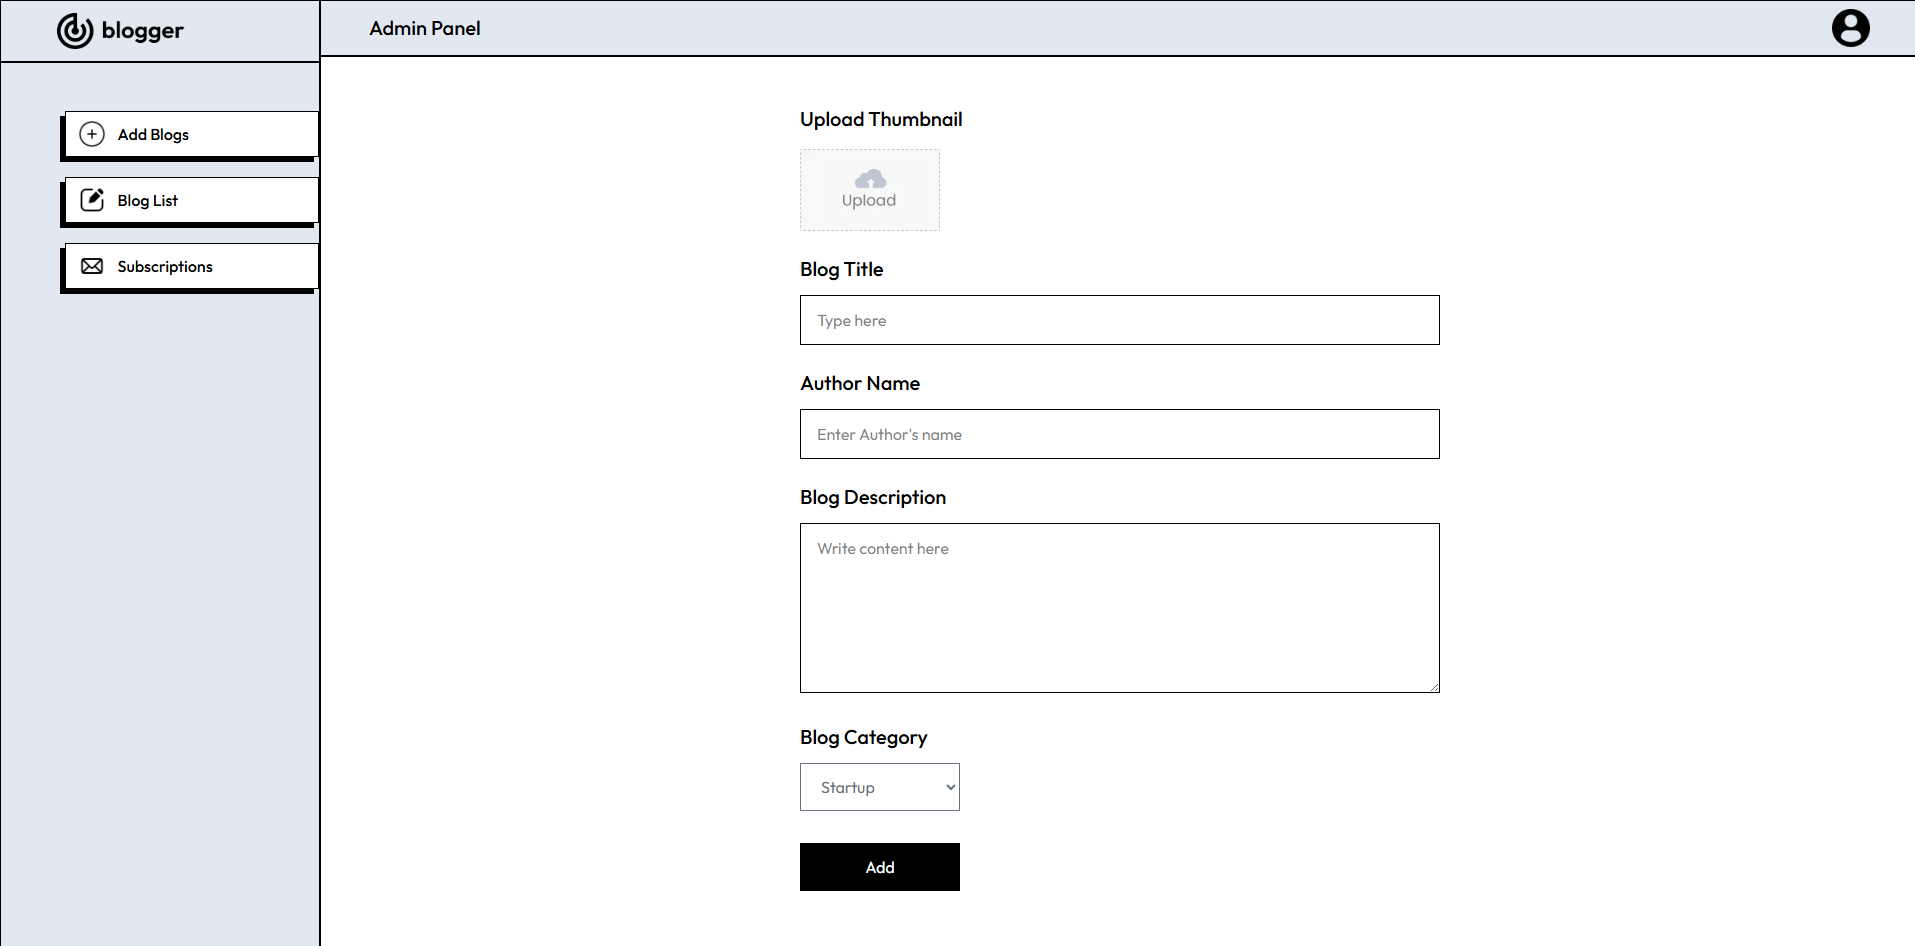 blogger
Admin Panel
Add Blogs
Blog List
Subscriptions
Upload Thumbnail
Upload
Blog Title
Type here
Author Name
Enter Author's name
Blog Description
Write content here
Blog Category
Startup
Add